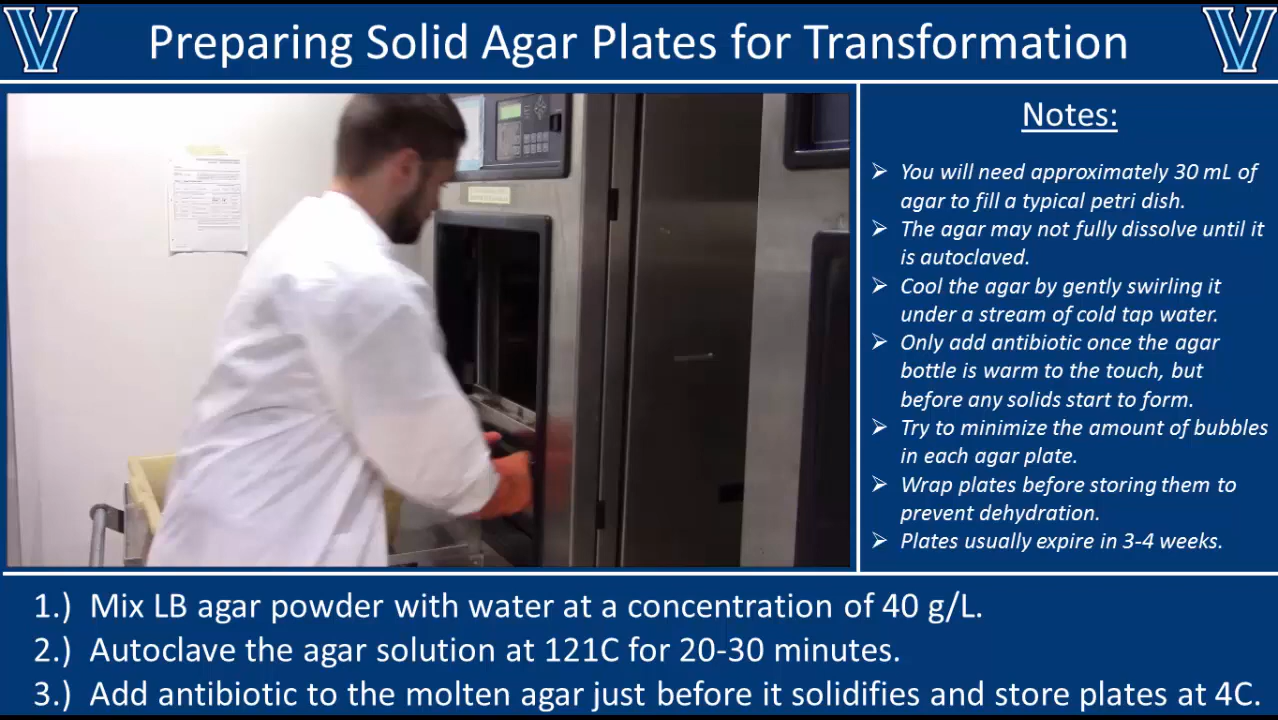 Preparing Solid Agar Plates for Transformation
Notes:
➢ You will need approximately 30 mL of
agar to fill a typical petri dish.
➢ The agar may not fully dissolve until it
is autoclaved.
➢ Cool the agar by gently swirling it
under a stream of cold tap water.
➢ Only add antibiotic once the agar
bottle is warm to the touch, but
before any solids start to form.
➢ Try to minimize the amount of bubbles
in each agar plate.
➢ Wrap plates before storing them to
prevent dehydration.
➢ Plates usually expire in 3-4 weeks.
1.) Mix LB agar powder with water at a concentration of 40 g/L.
2.) Autoclave the agar solution at 121C for 20-30 minutes.
3.) Add antibiotic to the molten agar just before it solidifies and store plates at 4C.